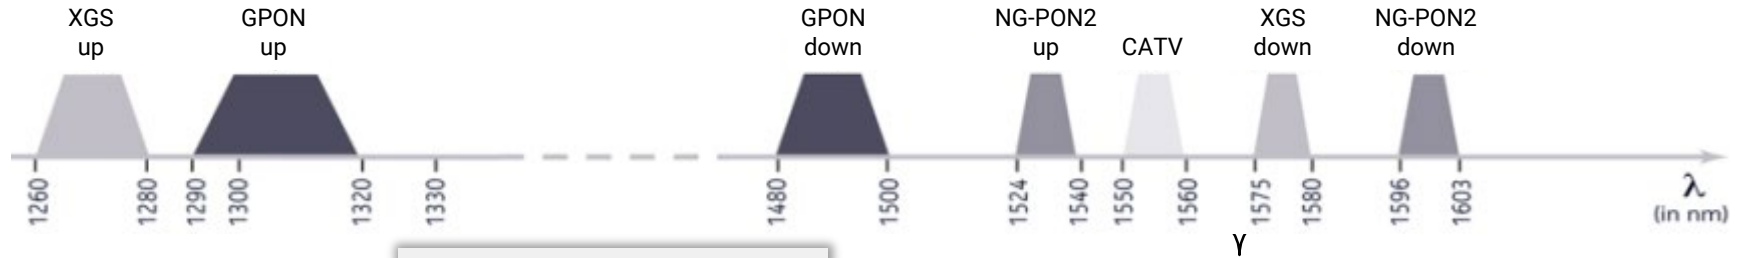 XGS
up
GPON
up
GPON
down
NG-PON2
up
CATV
XGS
down
NG-PON2
down
1260
1280
1290
1300
1320
1330
1480
1500
1524
1540
1550
1560
1575
1580
1596
1603
λ
(in nm)
γ